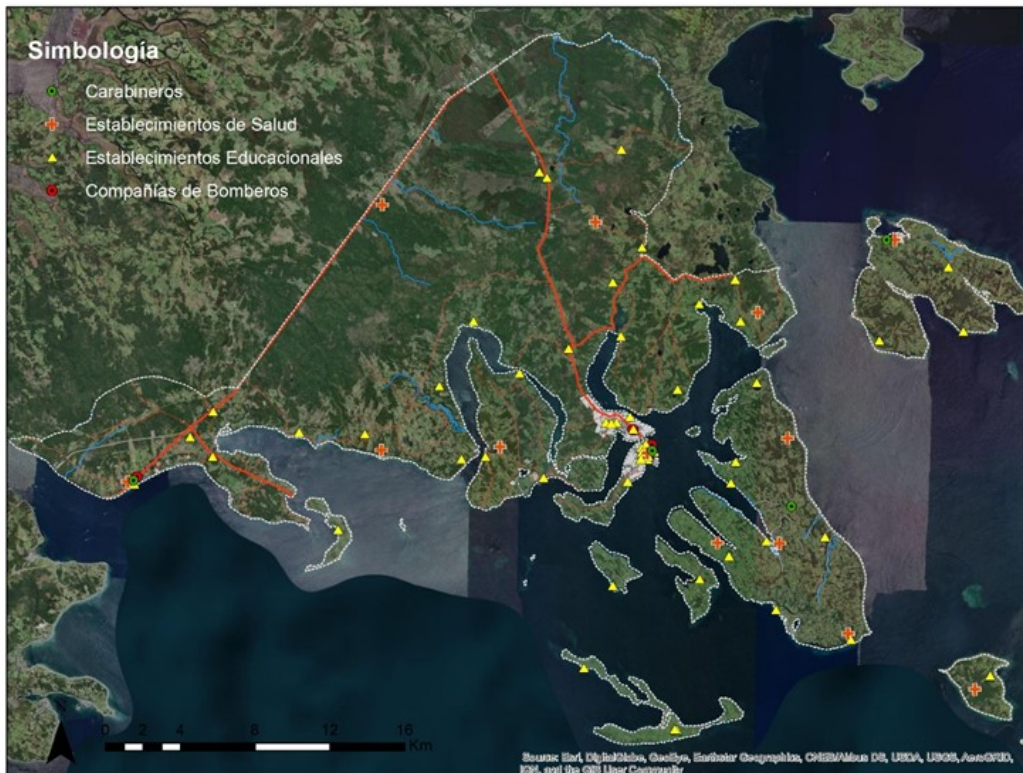 Simbología
Carabineros
Establecimientos de Salud
Establecimientos Educacionales
Compañías de Bomberos
N
0 2 4 8 12 16
Km
Source: Esri, DigitalGlobe, GeoEye, Earthstar Geographics, CNES/Airbus DS, USDA, USGS, AeroGRID,
IGN, and the GIS User Community